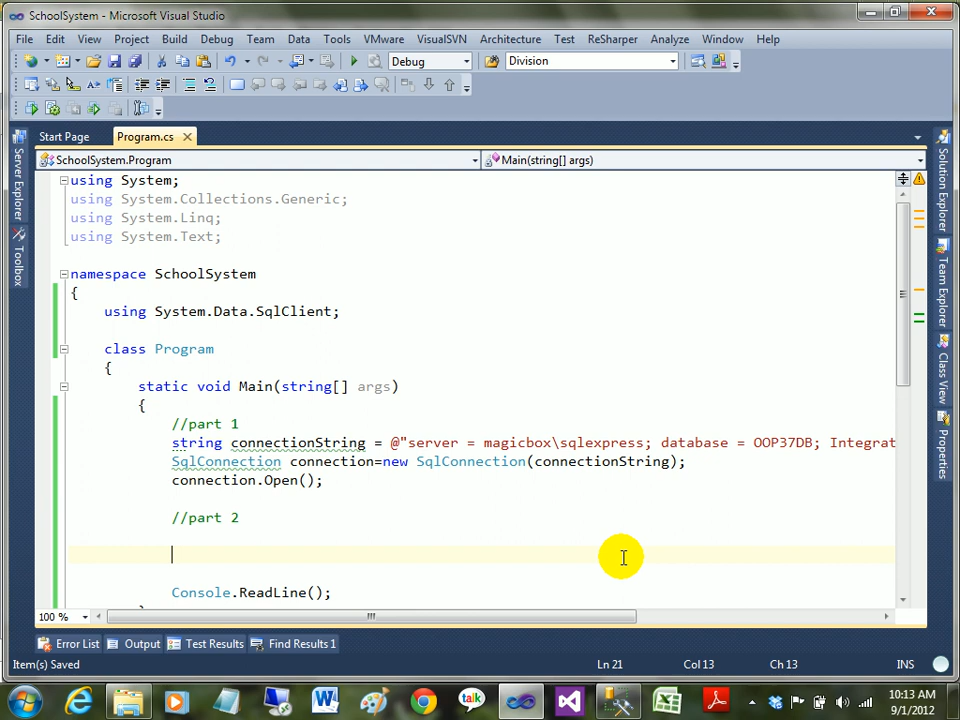 SchoolSystem - Microsoft Visual Studio
File Edit View Project Build Debug Team Data Tools VMware VisualSVN Architecture Test ReSharper Analyze Window Help
Debug Division
Start Page Program.cs
SchoolSystem.Program Main(string[] args)
using System;
using System.Collections.Generic;
using System.Linq;
using System.Text;
namespace SchoolSystem
{
using System.Data.SqlClient;
class Program
{
static void Main(string[] args)
{
//part 1
string connectionString = @"server = magicbox\sqlexpress; database = OOP37DB; Integrat
SqlConnection connection=new SqlConnection(connectionString);
connection.Open();
//part 2
Console.ReadLine();
Server Explorer
Toolbox
Solution Explorer
Team Explorer
Class View
Properties
100 %
Error List Output Test Results Find Results 1
Item(s) Saved Ln 21 Col 13 Ch 13 INS
talk
10:13 AM
9/1/2012